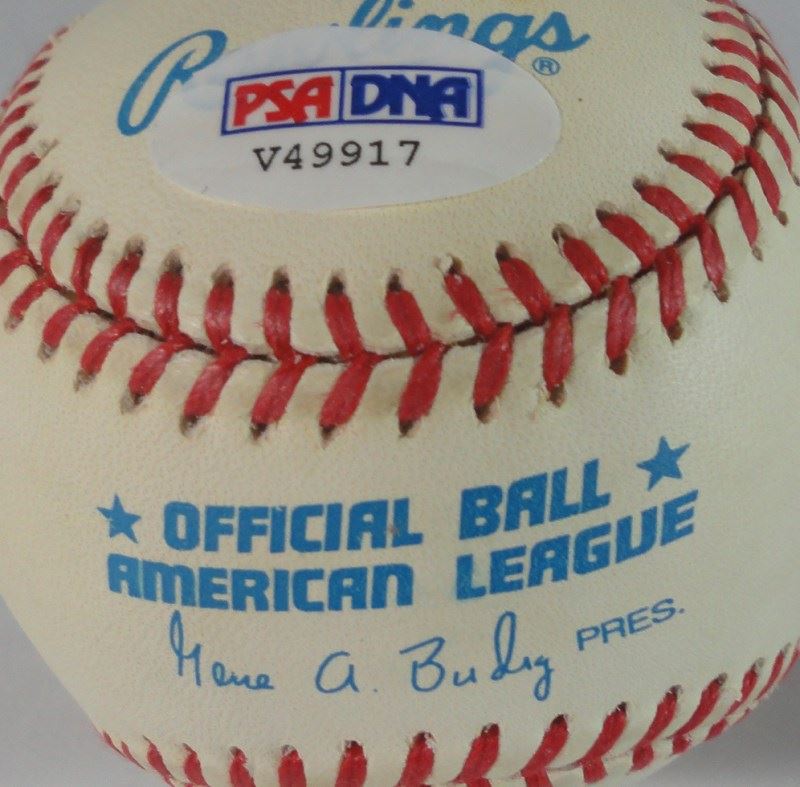 Rawlings®
PSA DNA
V49917
★ OFFICIAL BALL ★
AMERICAN LEAGUE
Gene A. Budig PRES.